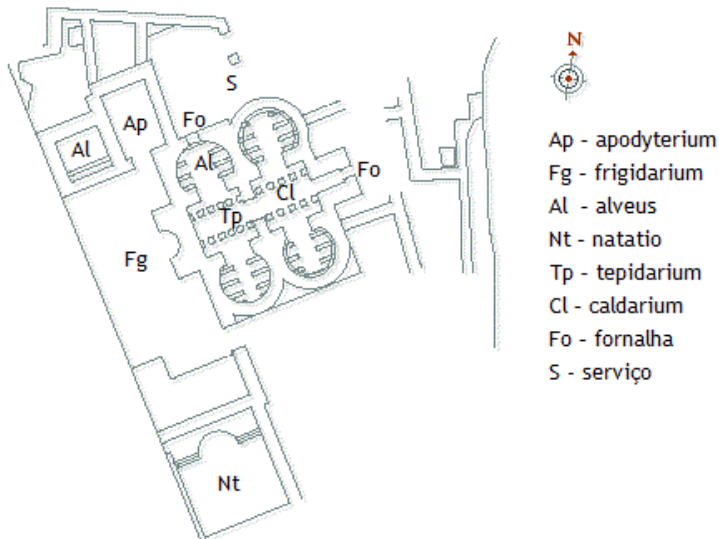 N
S
Ap
Fo
Al
Al
Fo
Cl
Tp
Fg
Nt
Ap - apodyterium
Fg - frigidarium
Al - alveus
Nt - natatio
Tp - tepidarium
Cl - caldarium
Fo - fornalha
S - serviço